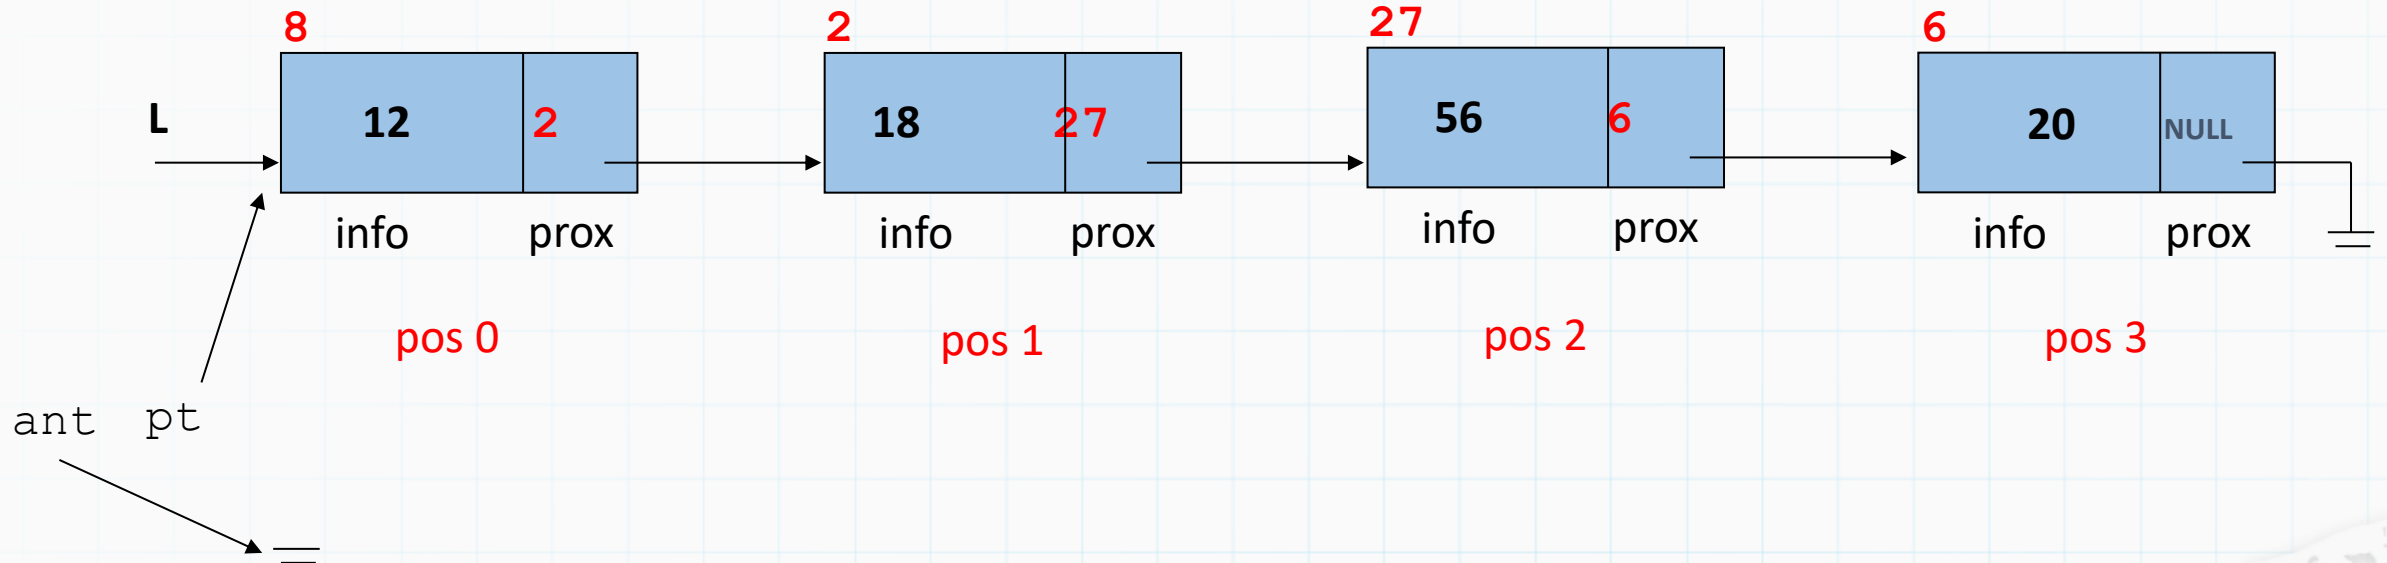 8 2 27 6
L 12 2 18 27 56 6 20 NULL
info prox info prox info prox info prox
pos 0 pos 1 pos 2 pos 3
ant pt